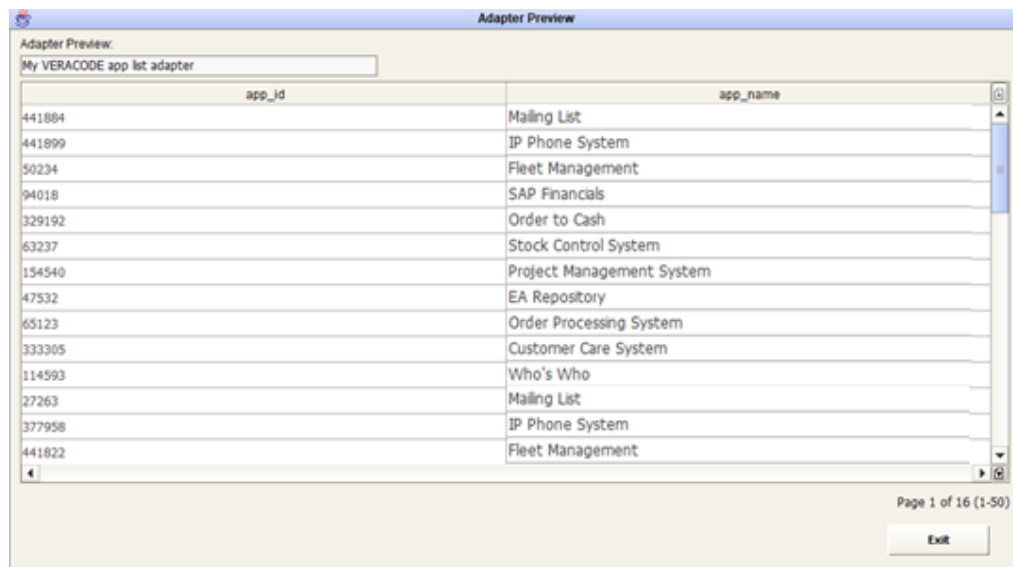 Adapter Preview
Adapter Preview:
My VERACODE app list adapter
app_id app_name
441884 Mailing List
441899 IP Phone System
50234 Fleet Management
94018 SAP Financials
329192 Order to Cash
63237 Stock Control System
154540 Project Management System
47532 EA Repository
65123 Order Processing System
333305 Customer Care System
114593 Who's Who
27263 Mailing List
377958 IP Phone System
441822 Fleet Management
Page 1 of 16 (1-50)
Exit